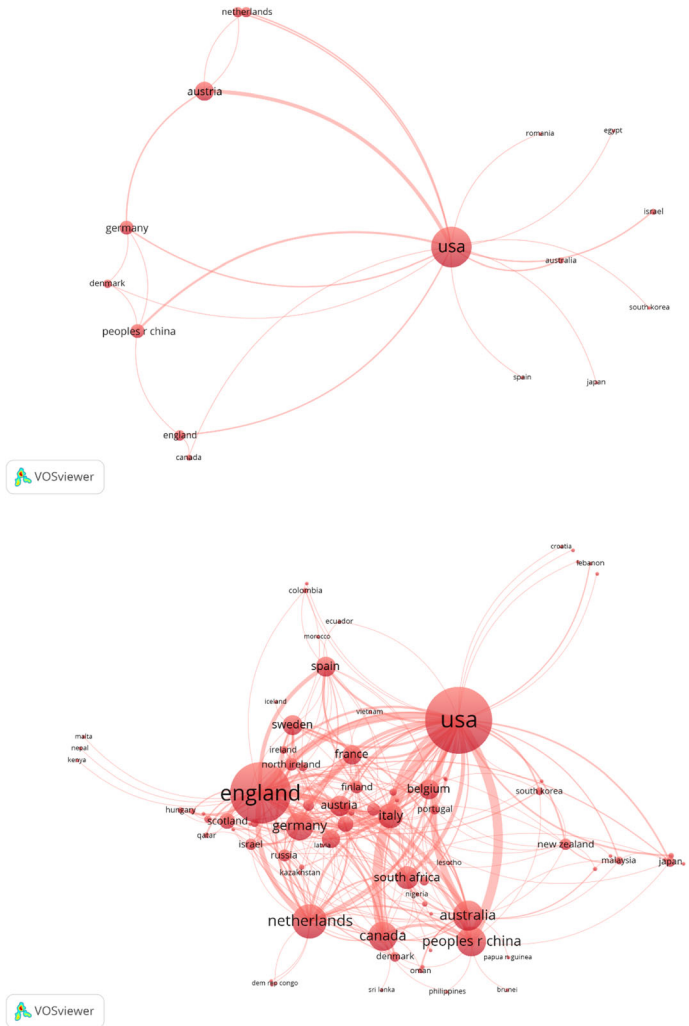 netherlands
austria
romania
egypt
israel
germany
usa
australia
denmark
south korea
peoples r china
spain
japan
england
canada
VOSviewer
croatia
lebanon
colombia
ecuador
morocco
spain
iceland
vietnam
usa
sweden
malta
nepal
kenya
ireland
france
north ireland
finland
belgium
england
south korea
austria
portugal
hungary
scotland
germany
italy
qatar
israel
latvia
new zealand
russia
lesotho
malaysia
japan
kazakhstan
south africa
nigeria
netherlands
australia
canada
peoples r china
denmark
papua n guinea
oman
dem rep congo
sri lanka
philippines
brunei
VOSviewer